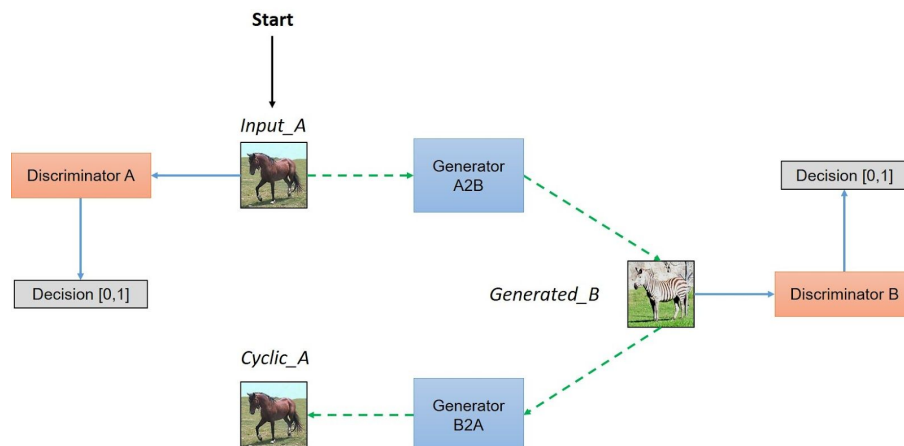 Start
Input_A
Discriminator A
Generator
A2B
Decision [0,1]
Decision [0,1]
Generated_B
Discriminator B
Cyclic_A
Generator
B2A